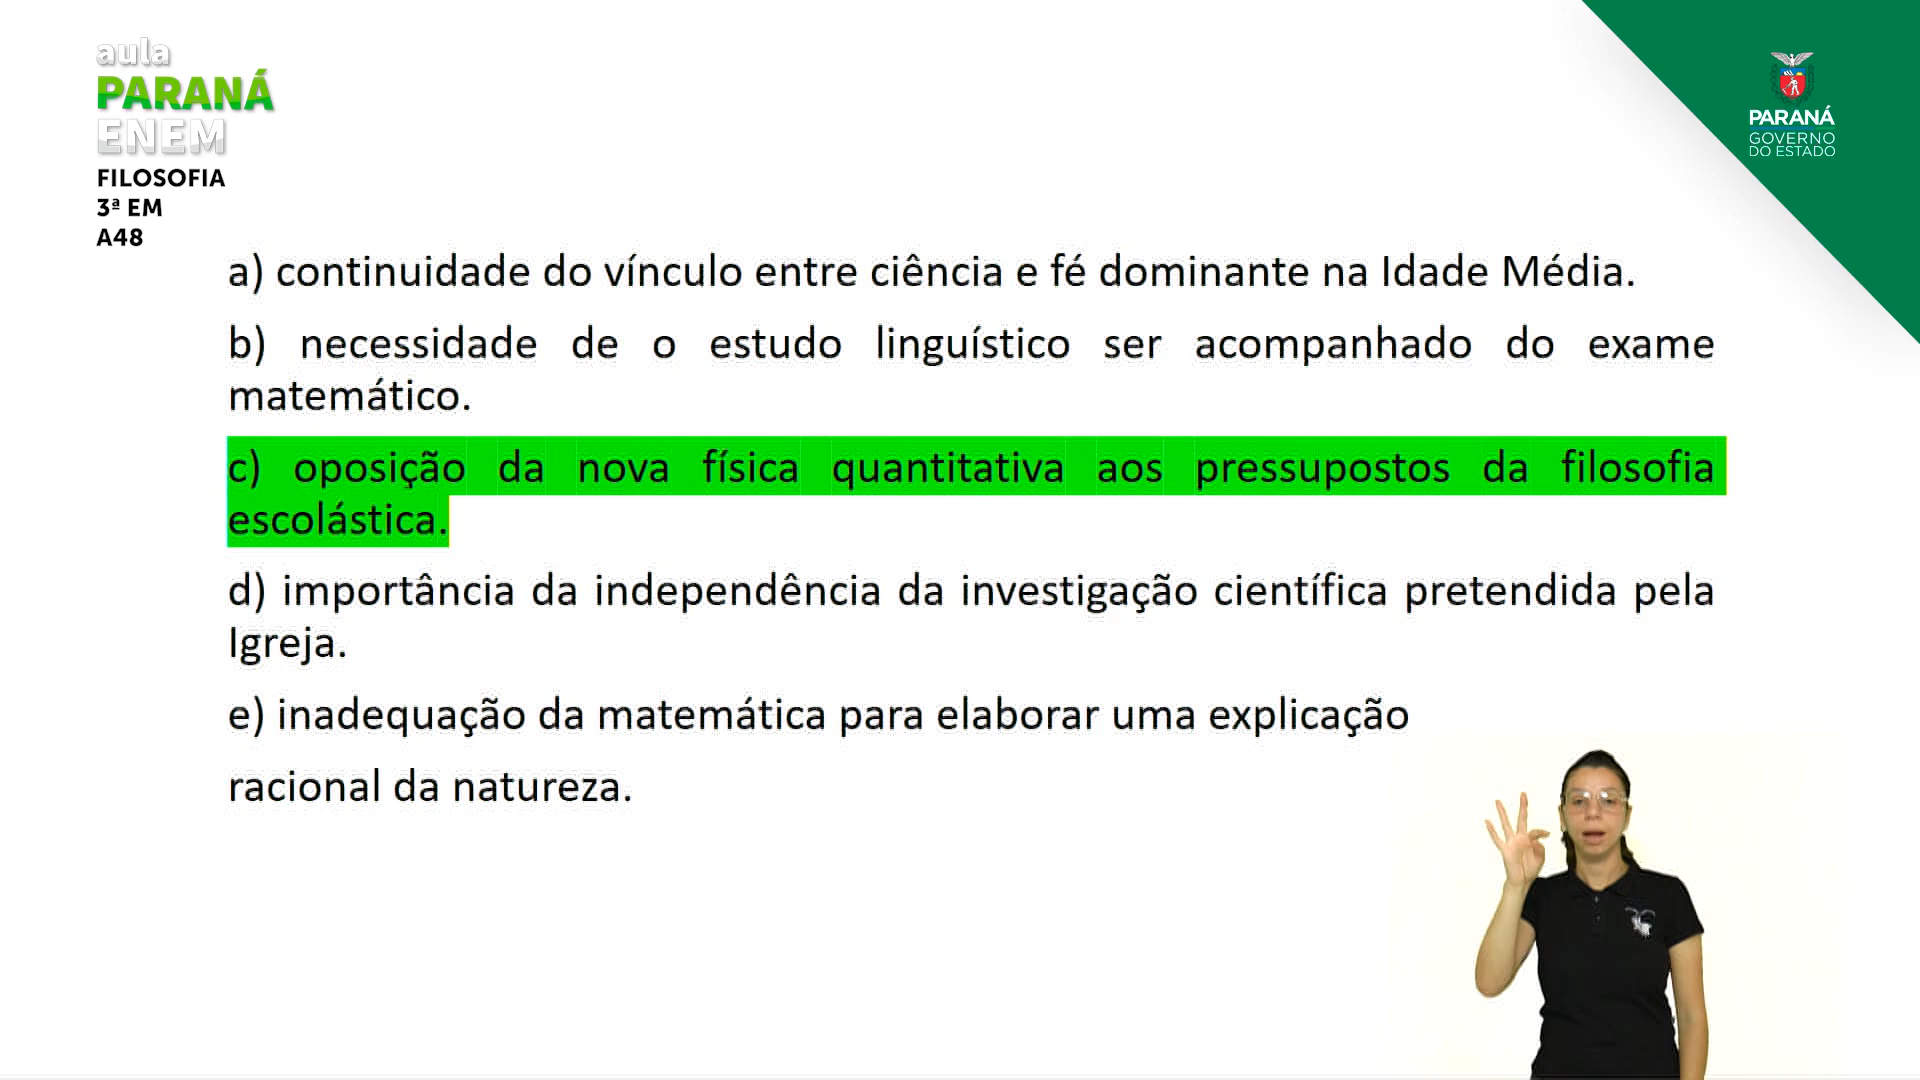 aula
PARANÁ
ENEM
FILOSOFIA
3ª EM
A48
PARANÁ
GOVERNO
DO ESTADO
a) continuidade do vínculo entre ciência e fé dominante na Idade Média.
b) necessidade de o estudo linguístico ser acompanhado do exame
matemático.
c) oposição da nova física quantitativa aos pressupostos da filosofia
escolástica.
d) importância da independência da investigação científica pretendida pela
Igreja.
e) inadequação da matemática para elaborar uma explicação
racional da natureza.